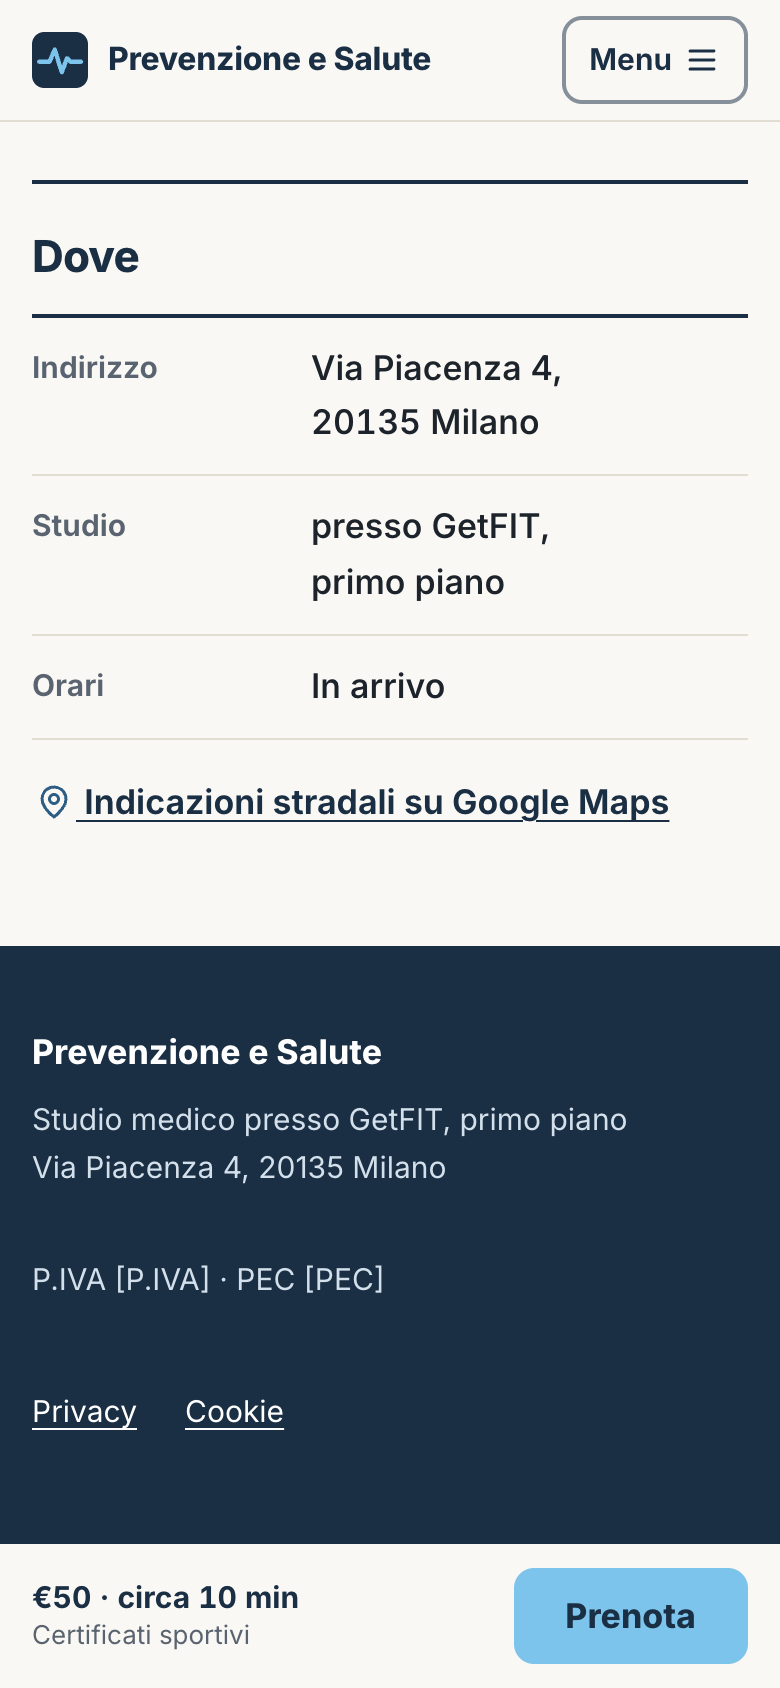 Prevenzione e Salute
Menu
Dove
Indirizzo
Via Piacenza 4,
20135 Milano
Studio
presso GetFIT,
primo piano
Orari
In arrivo
Indicazioni stradali su Google Maps
Prevenzione e Salute
Studio medico presso GetFIT, primo piano
Via Piacenza 4, 20135 Milano
P.IVA [P.IVA] · PEC [PEC]
Privacy Cookie
€50 · circa 10 min
Certificati sportivi
Prenota